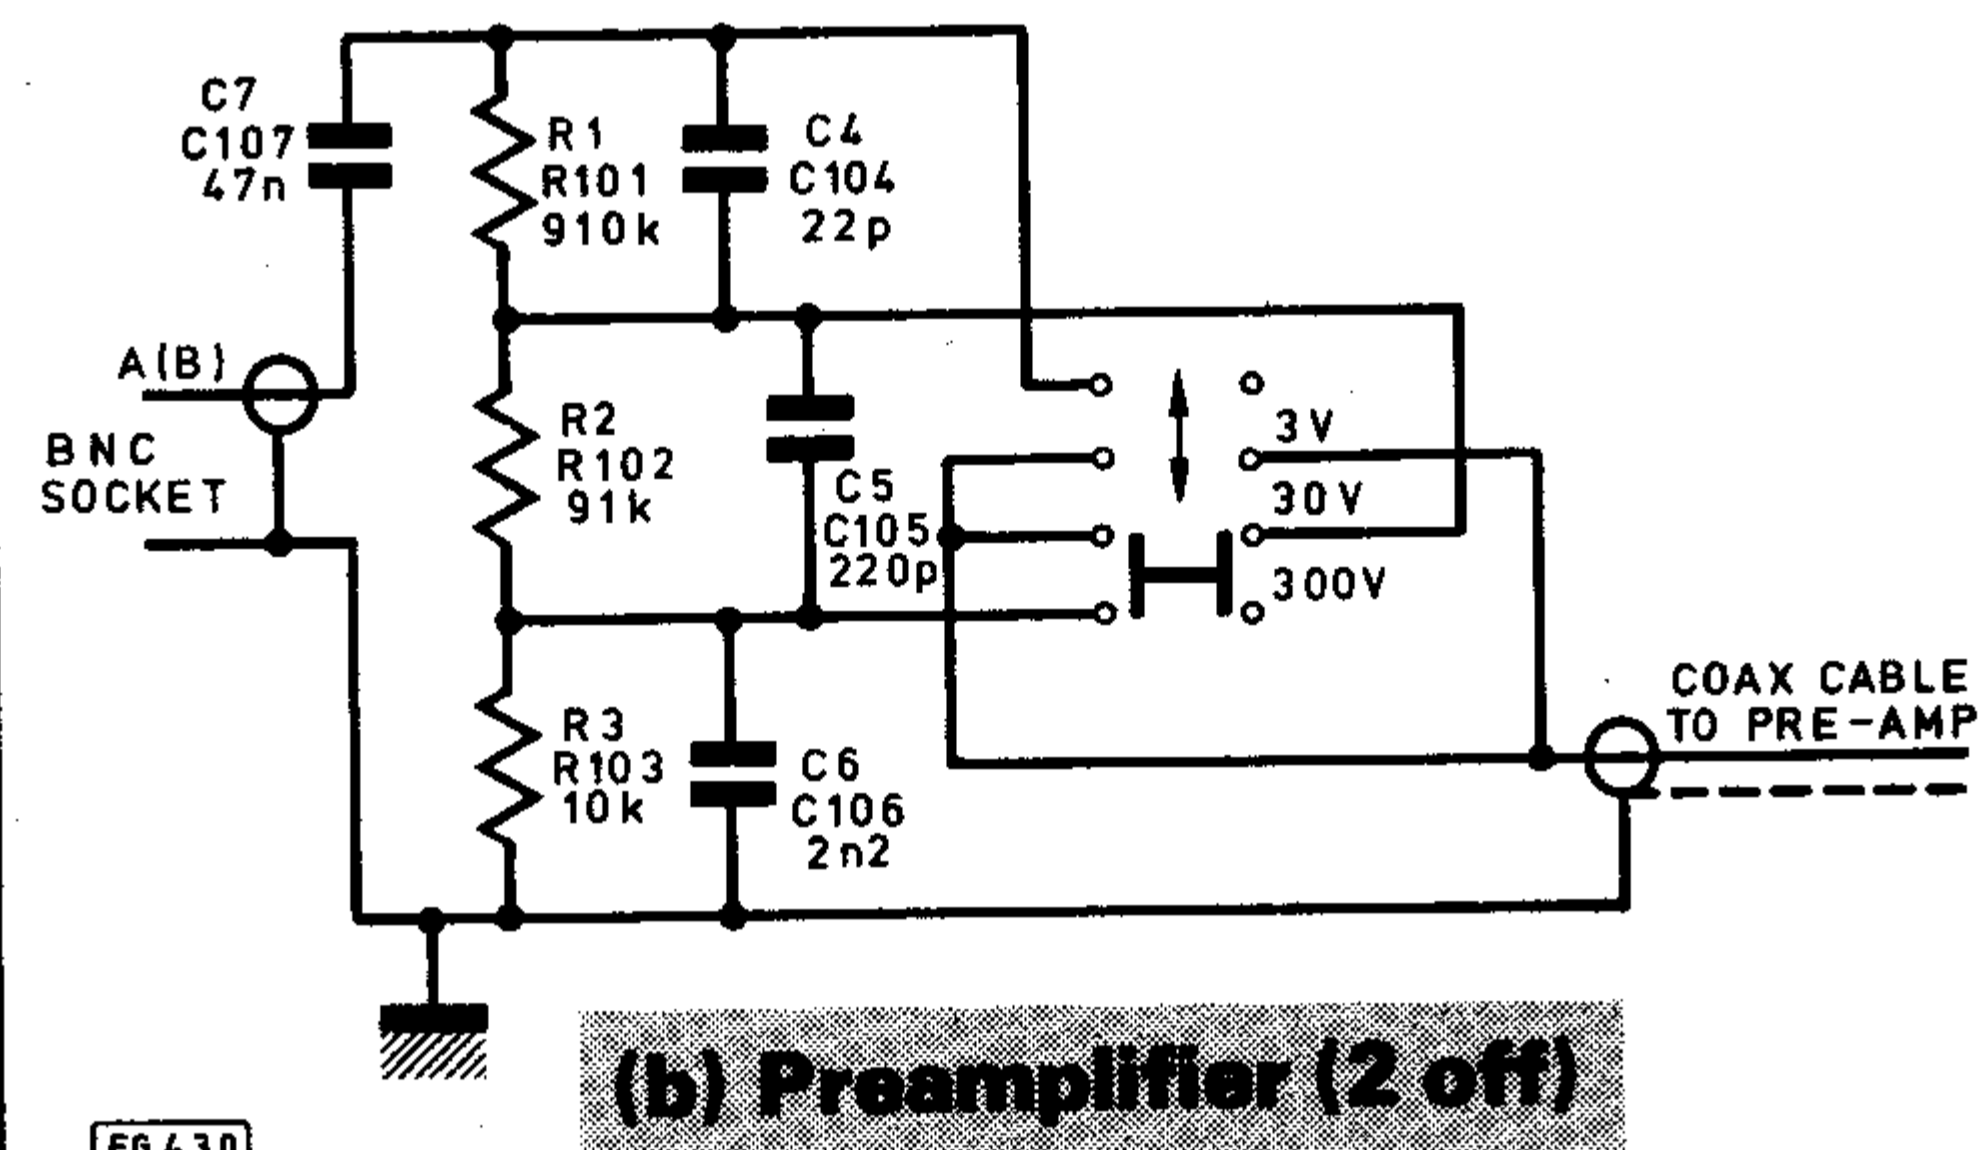 C7
C107
47n
R1
R101
910k
C4
C104
22p
A(B)
BNC
SOCKET
R2
R102
91k
C5
C105
220p
3V
30V
300V
R3
R103
10k
C6
C106
2n2
COAX CABLE
TO PRE-AMP
(b) Preamplifier (2 off)